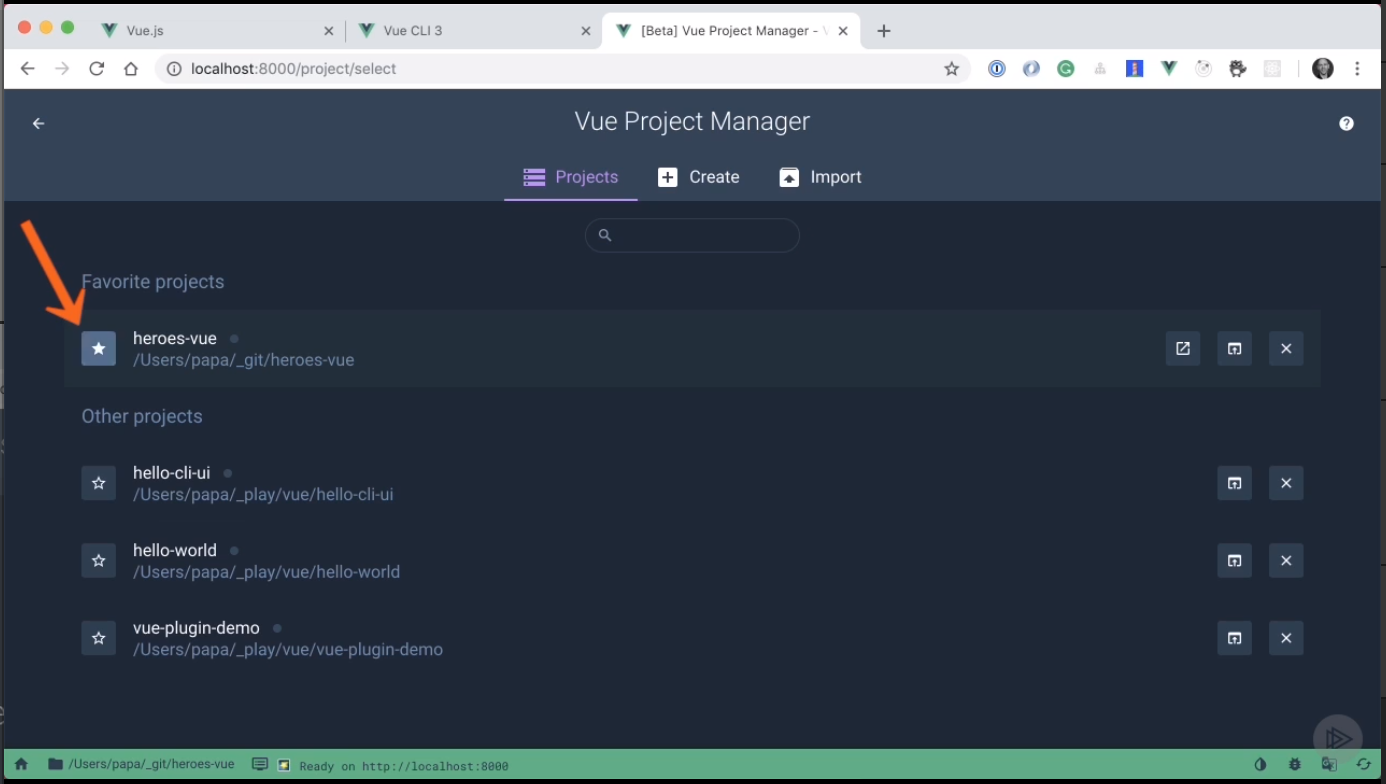 Vue.js
Vue CLI 3
[Beta] Vue Project Manager -
localhost:8000/project/select
Vue Project Manager
Projects
Create
Import
Favorite projects
heroes-vue
/Users/papa/_git/heroes-vue
Other projects
hello-cli-ui
/Users/papa/_play/vue/hello-cli-ui
hello-world
/Users/papa/_play/vue/hello-world
vue-plugin-demo
/Users/papa/_play/vue/vue-plugin-demo
/Users/papa/_git/heroes-vue
Ready on http://localhost:8000